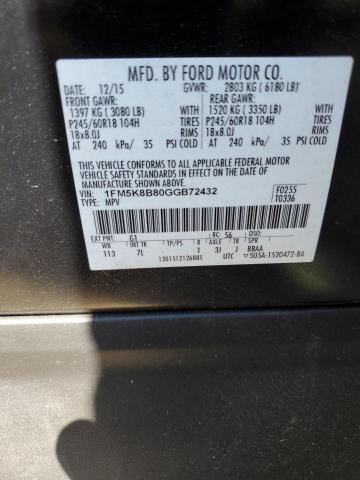 MFD. BY FORD MOTOR CO.
12/15 GVWR: 2803 KG ( 6180 LB)
FRONT GAWR: REAR GAWR:
1397 KG ( 3080 LB) 1520 KG ( 3350 LB)
P245/60R18 104H TIRES P245/60R18 104H TIRES
18x8.0J RIMS 18x8.0J RIMS
AT 240 kPa/ 35 PSI COLD AT 240 kPa/ 35 PSI COLD
THIS VEHICLE CONFORMS TO ALL APPLICABLE FEDERAL MOTOR
VEHICLE SAFETY AND THEFT PREVENTION STANDARDS IN EFFECT ON THE DATE
OF MANUFACTURE SHOWN ABOVE.
VIN: 1FM5K8B80GGB72432 F0255
TYPE: MPV T0336
EXT PNT: G1 RC: 56 DSO:
WB INT TR TP/PS R AXLE TR SPR
113 7L 1 3J J BBAA
1201512126885 UTC 5U5A-1520472-BA